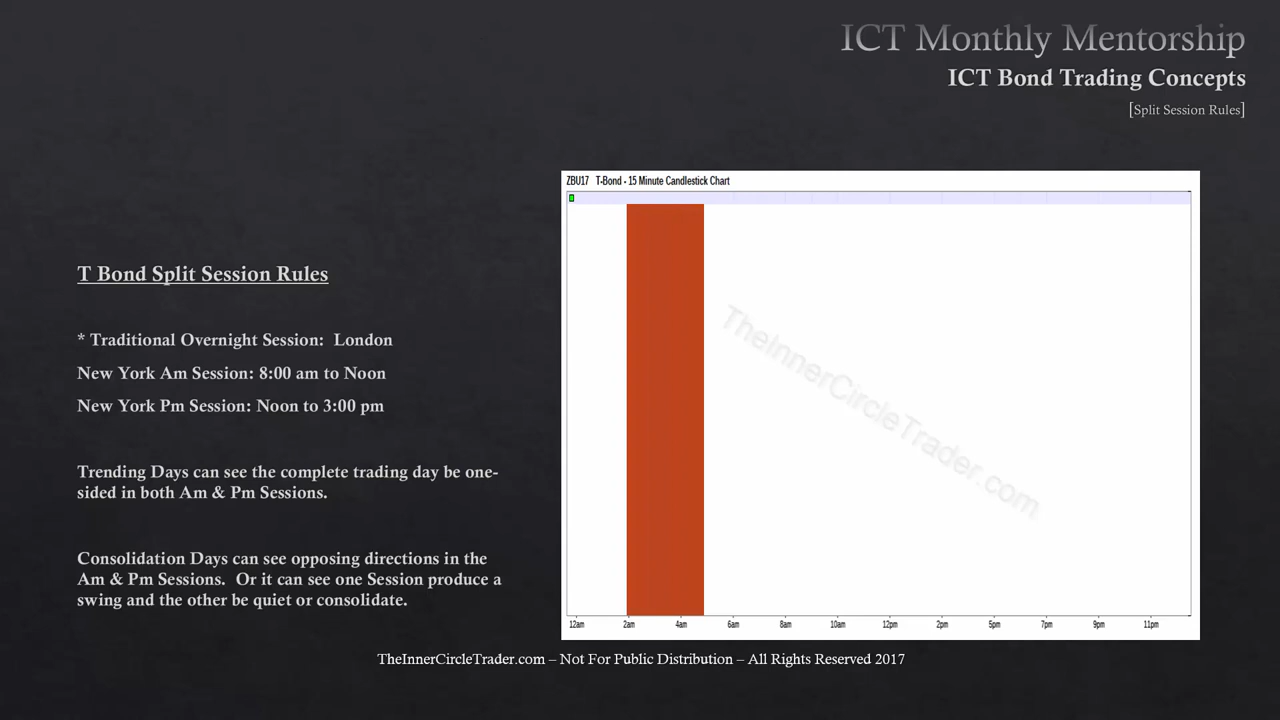 ICT Monthly Mentorship
ICT Bond Trading Concepts
[Split Session Rules]
ZBU17 T-Bond - 15 Minute Candlestick Chart
T Bond Split Session Rules
* Traditional Overnight Session: London
New York Am Session: 8:00 am to Noon
New York Pm Session: Noon to 3:00 pm
Trending Days can see the complete trading day be one-
sided in both Am & Pm Sessions.
Consolidation Days can see opposing directions in the
Am & Pm Sessions. Or it can see one Session produce a
swing and the other be quiet or consolidate.
TheInnerCircleTrader.com
12am 2am 4am 6am 8am 10am 12pm 2pm 5pm 7pm 9pm 11pm
TheInnerCircleTrader.com – Not For Public Distribution – All Rights Reserved 2017